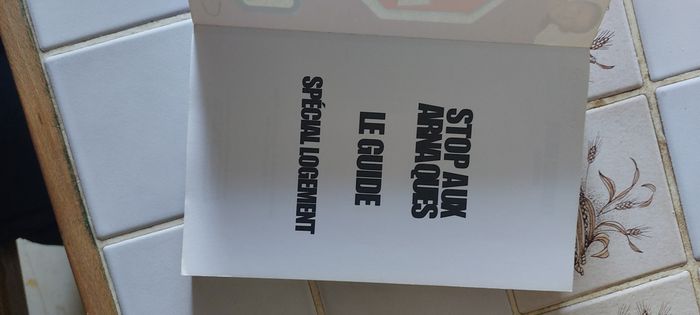 STOP AUX
ARNAQUES
LE GUIDE
SPÉCIAL LOGEMENT